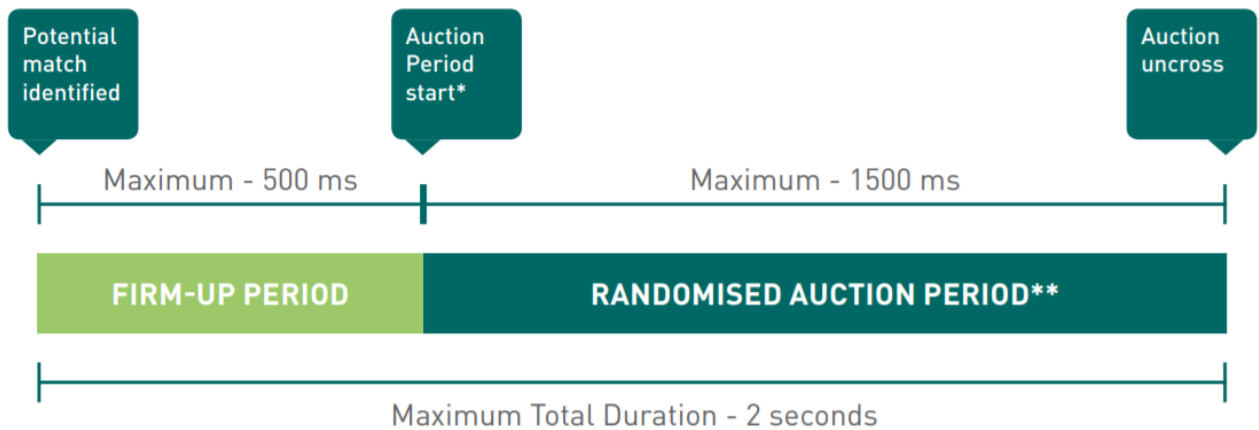 Potential
match
identified
Auction
Period
start*
Auction
uncross
Maximum - 500 ms
Maximum - 1500 ms
FIRM-UP PERIOD
RANDOMISED AUCTION PERIOD**
Maximum Total Duration - 2 seconds